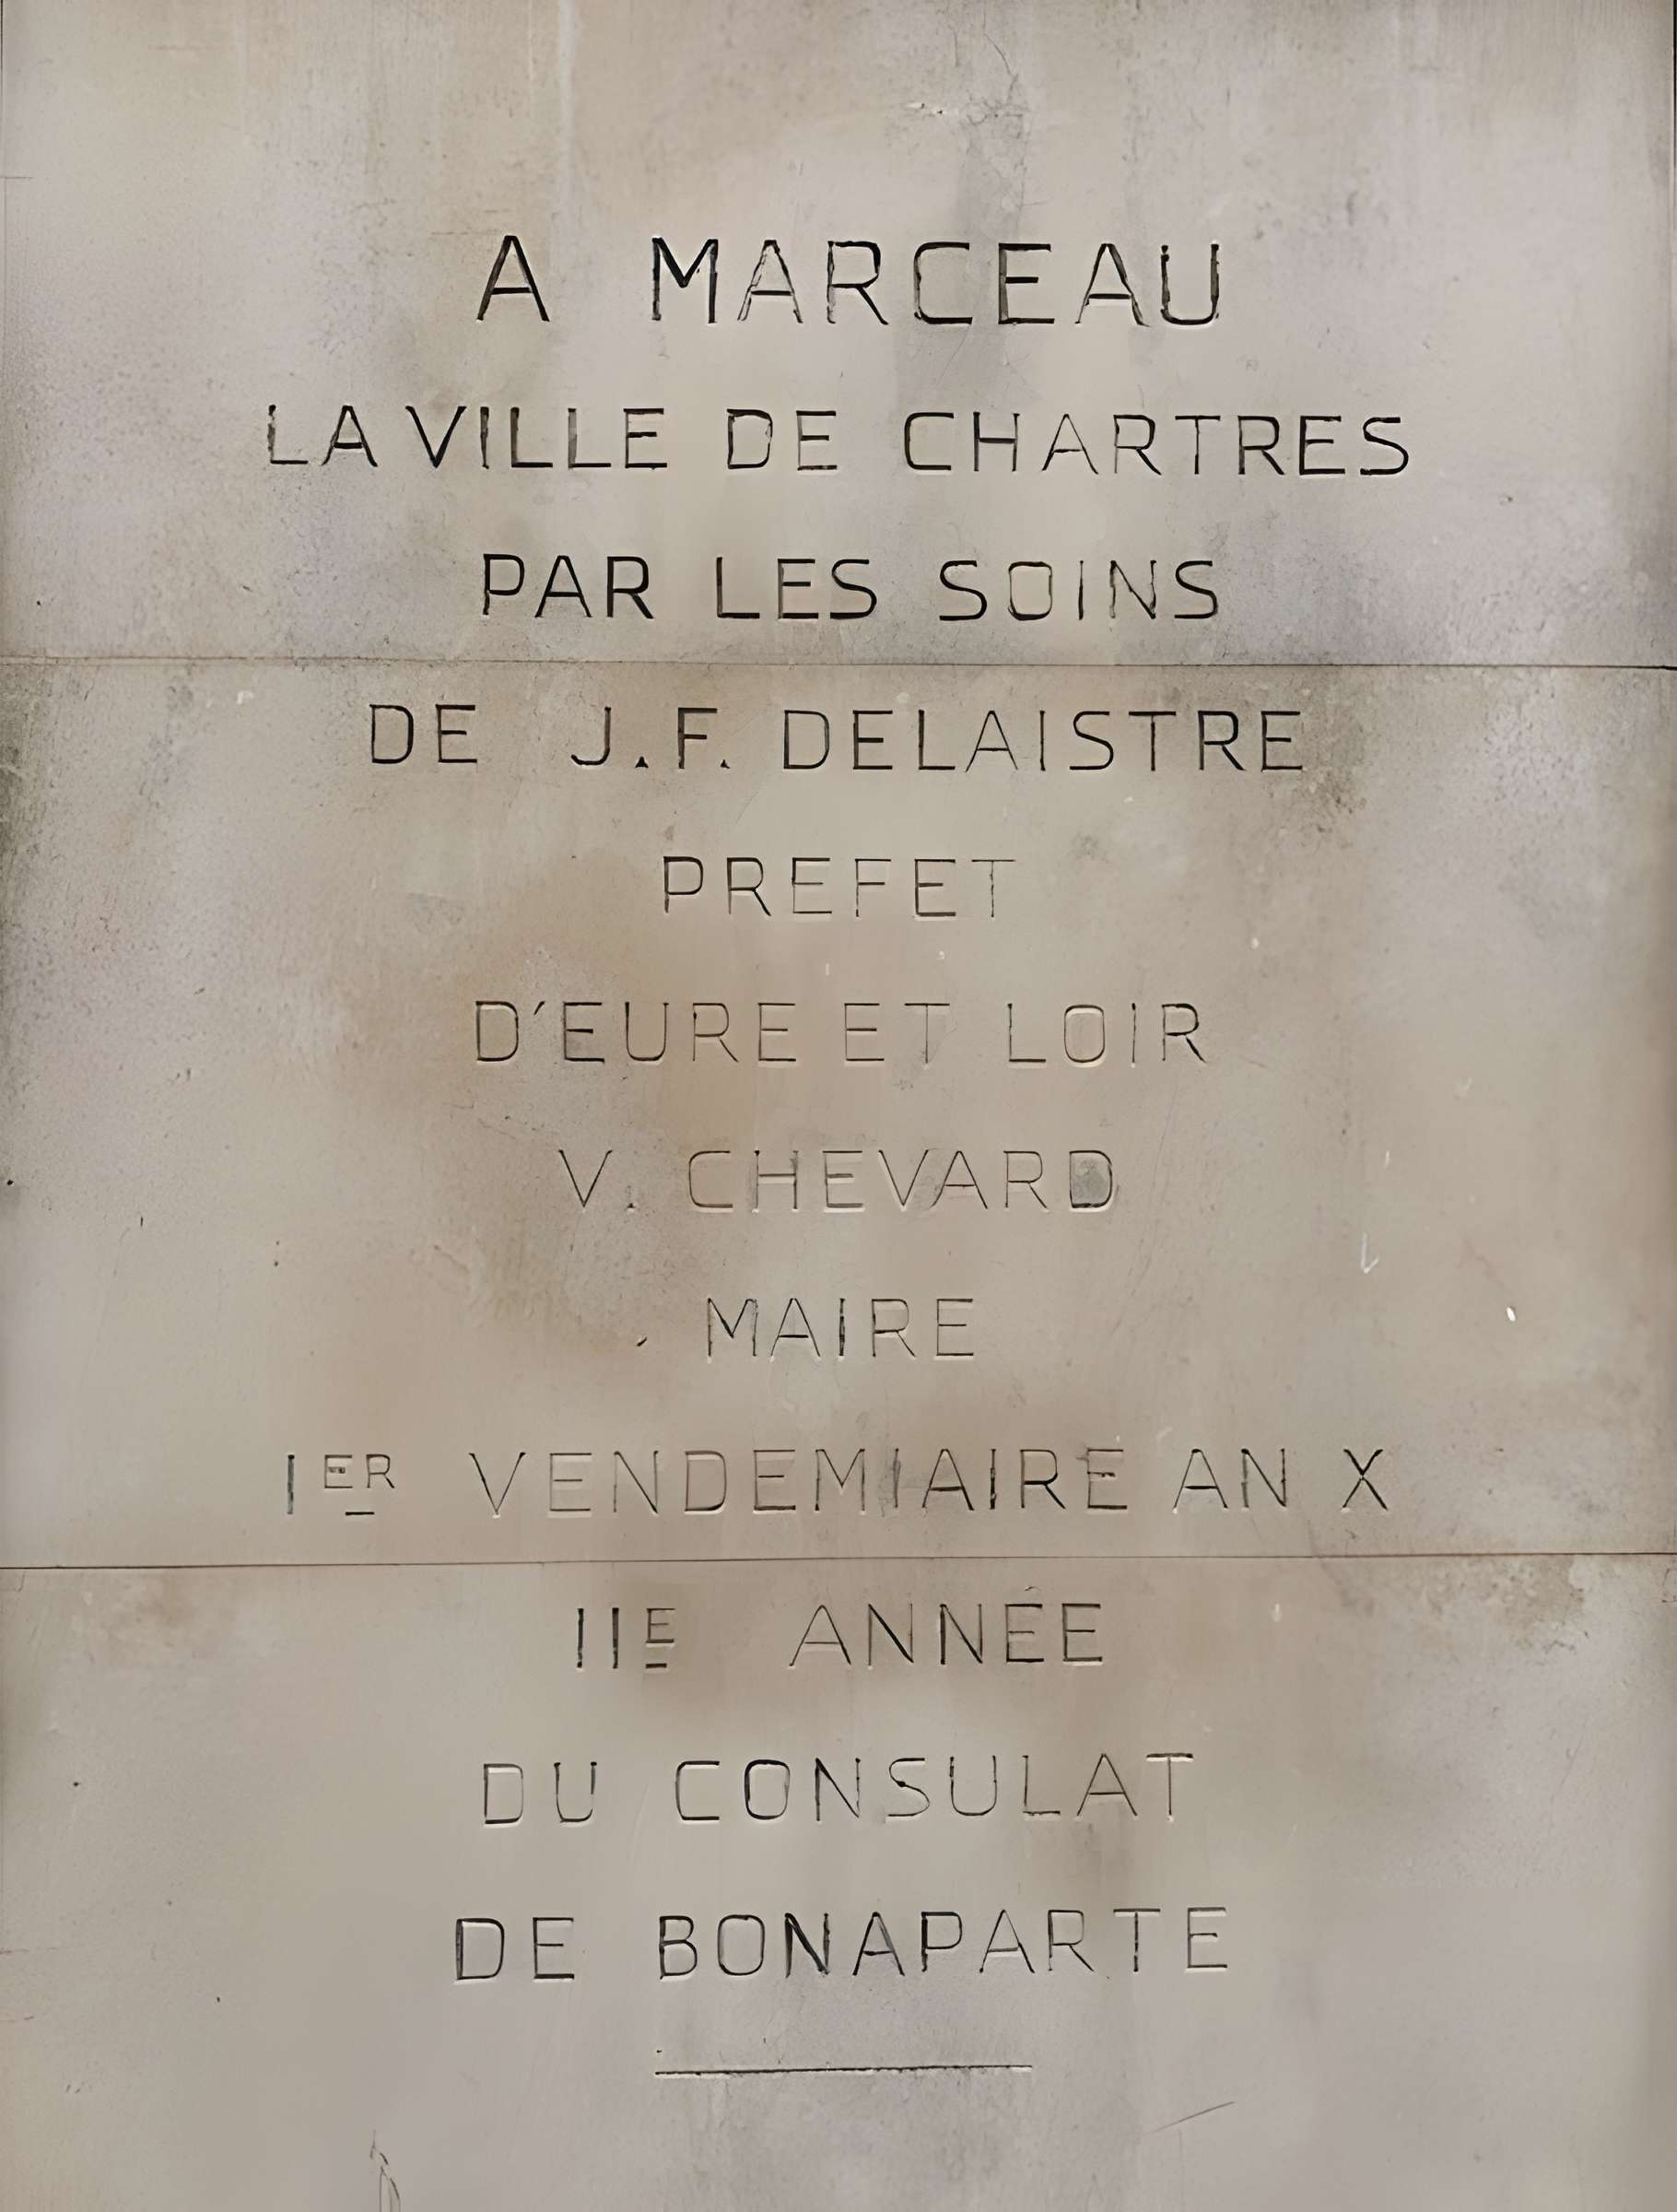 A MARCEAU
LA VILLE DE CHARTRES
PAR LES SOINS
DE J.F. DELAISTRE
PREFET
D'EURE ET LOIR
V. CHEVARD
MAIRE
1ER VENDEMIAIRE AN X
IIE ANNÉE
DU CONSULAT
DE BONAPARTE